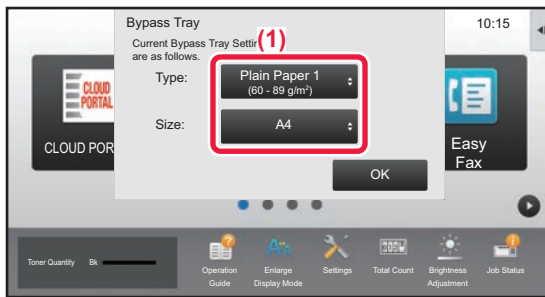 Bypass Tray
10:15
Current Bypass Tray Settin
(1)
are as follows.
Type:
Plain Paper 1
(60 - 89 g/m²)
Size:
A4
OK
CLOUD
PORTAL
CLOUD POR
Easy
Fax
Toner Quantity
Bk
Operation
Guide
Enlarge
Display Mode
Settings
Total Count
Brightness
Adjustment
Job Status